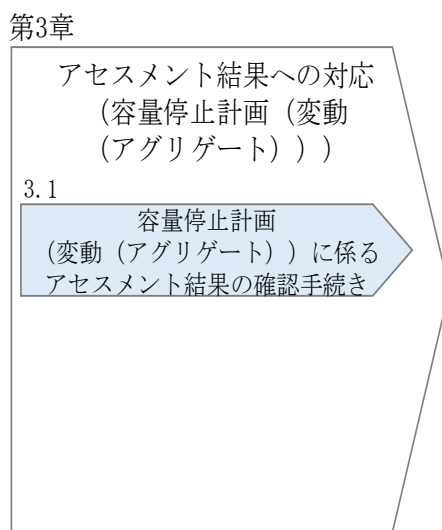 第3章
アセスメント結果への対応
（容量停止計画（変動
（アグリゲート）））
3.1
容量停止計画
（変動（アグリゲート））に係る
アセスメント結果の確認手続き